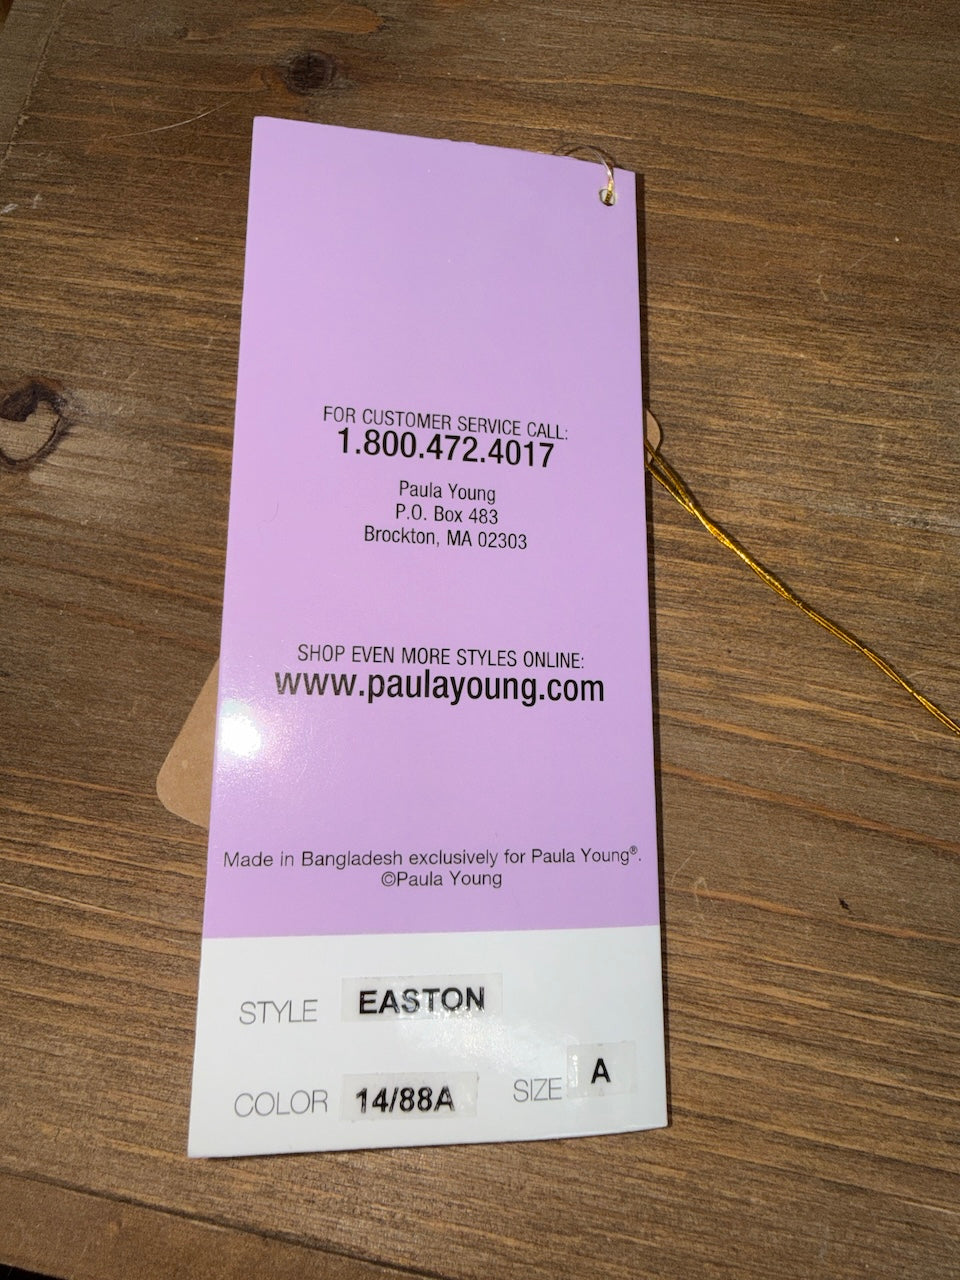 FOR CUSTOMER SERVICE CALL:
1.800.472.4017
Paula Young
P.O. Box 483
Brockton, MA 02303
SHOP EVEN MORE STYLES ONLINE:
www.paulayoung.com
Made in Bangladesh exclusively for Paula Young®.
©Paula Young
STYLE EASTON
COLOR 14/88A SIZE A